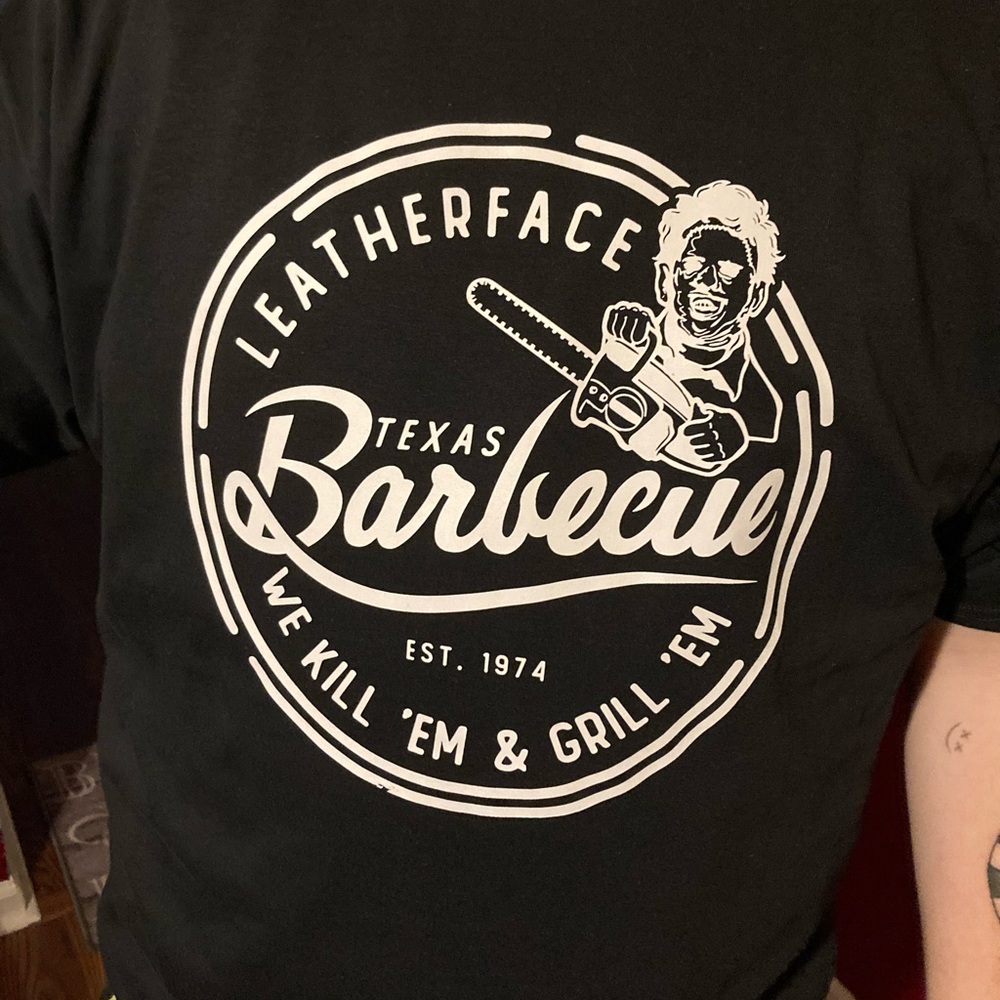 LEATHERFACE
TEXAS
Barbecue
EST. 1974
WE KILL 'EM & GRILL 'EM